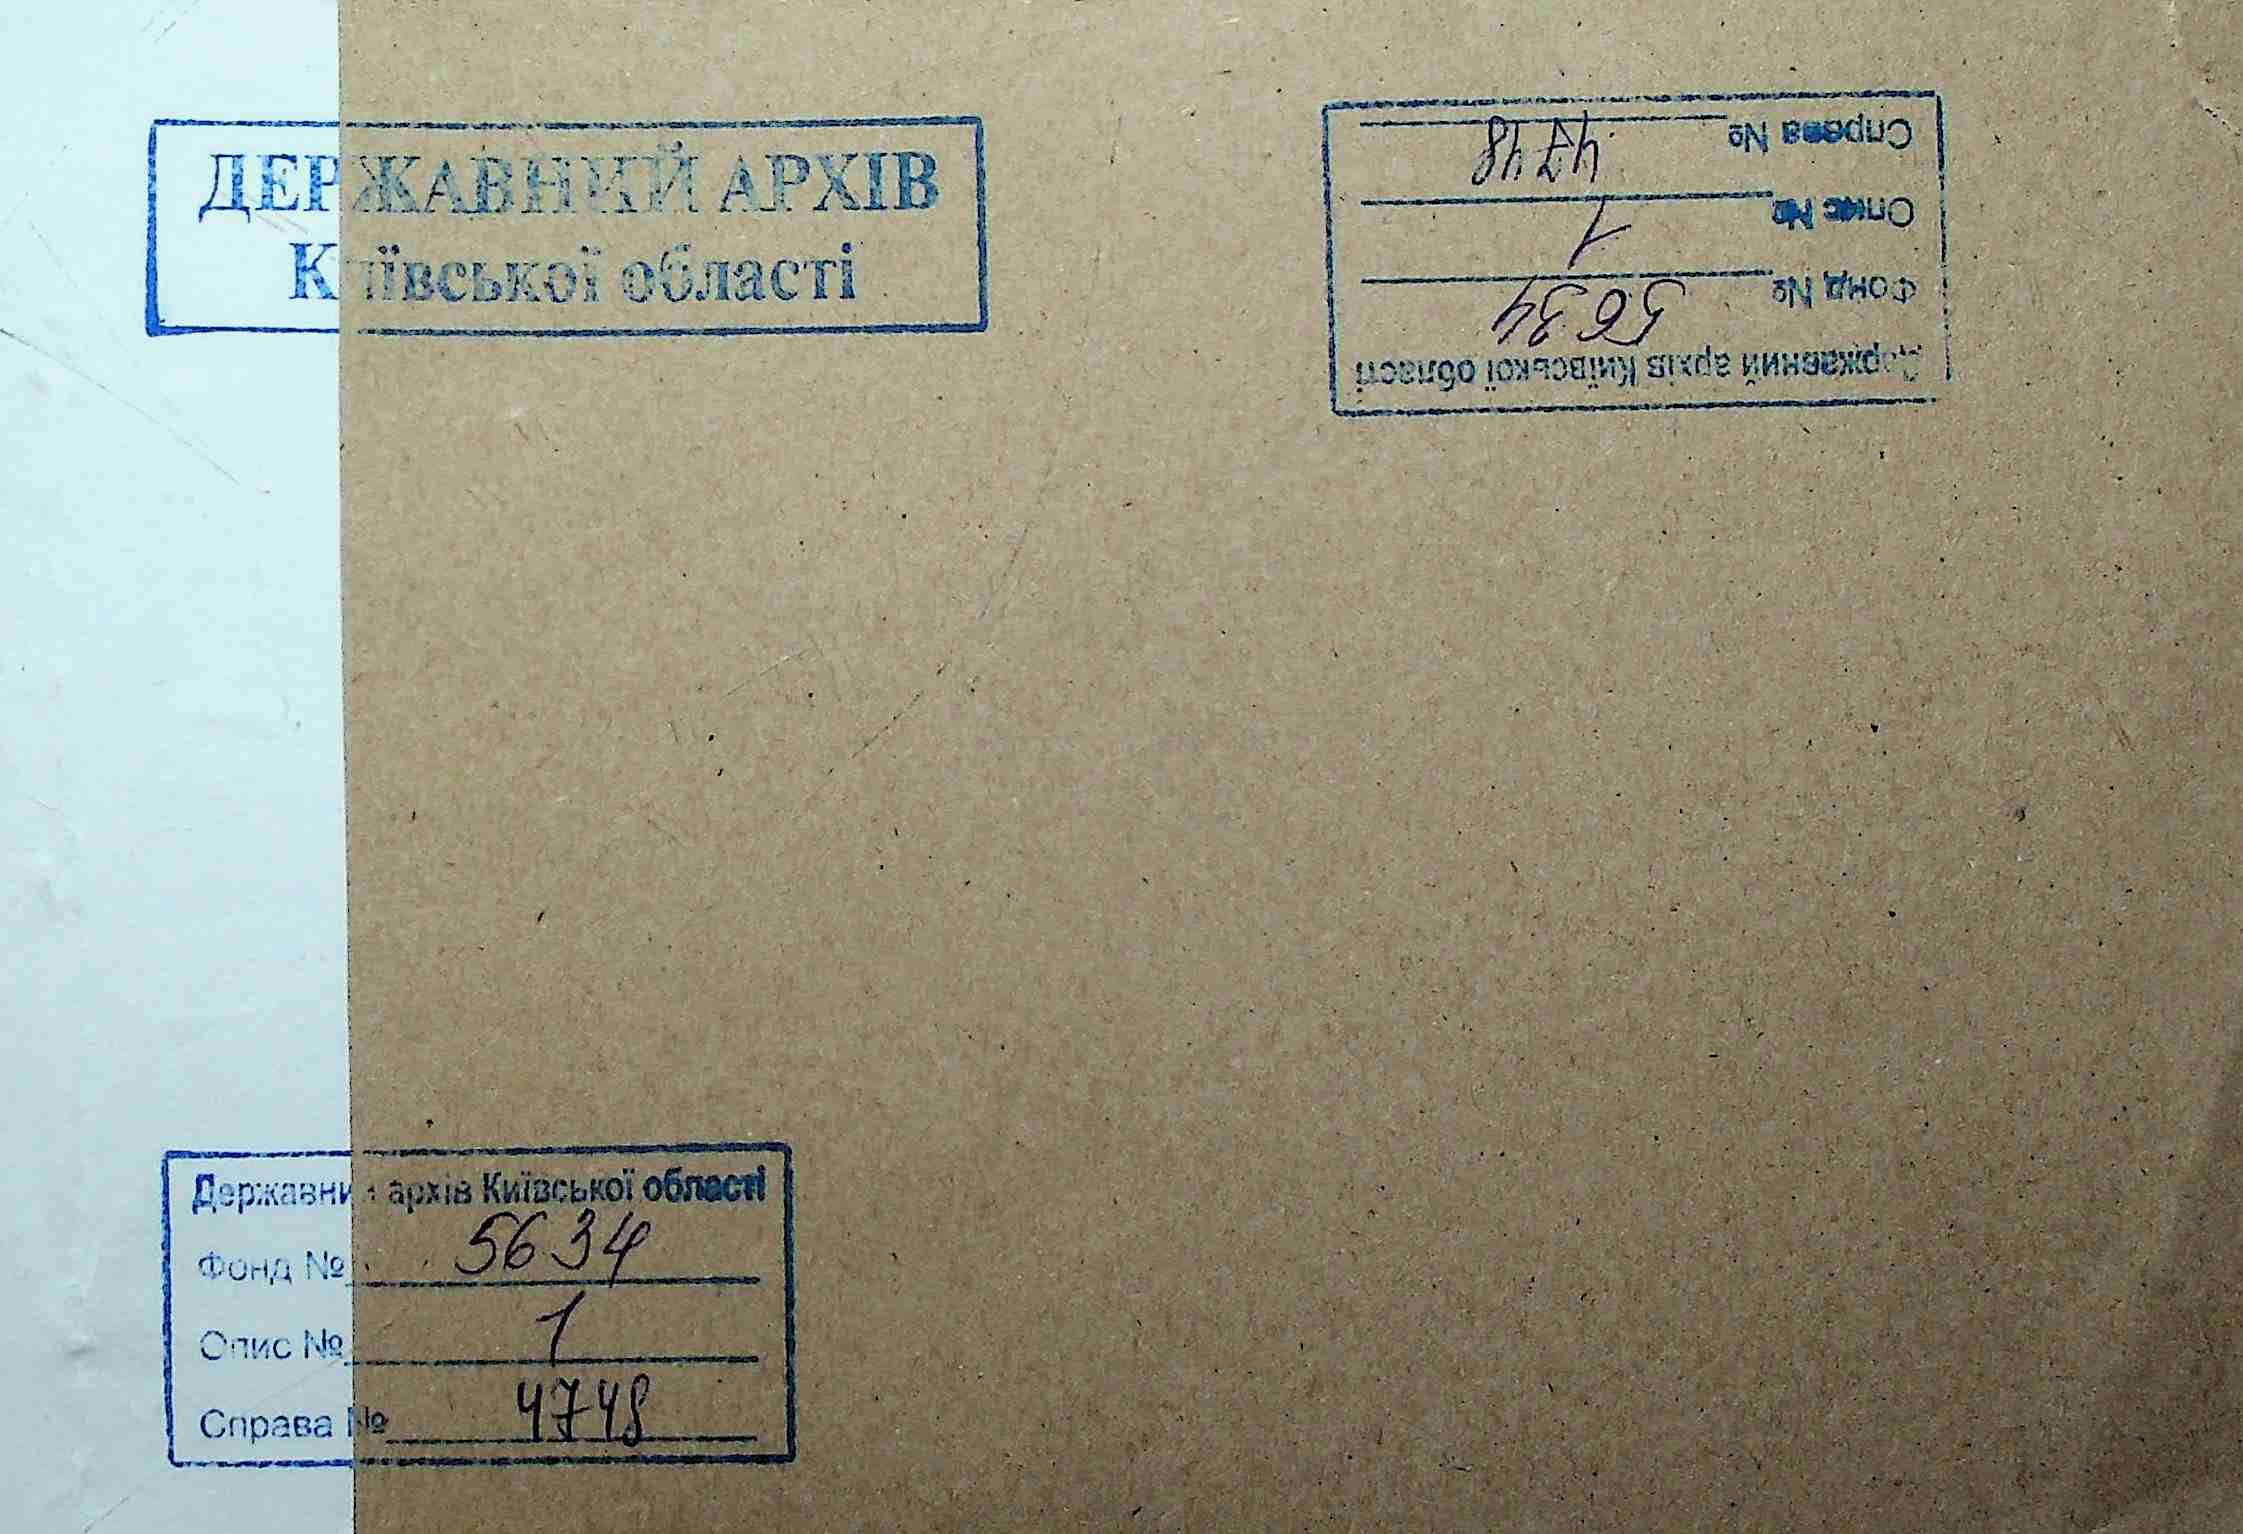 ДЕРЖАВНИЙ АРХІВ
Київської області
Державний архів Київської області
Фонд № 5634
Опис № 1
Справа № 4748
Державний архів Київської області
Фонд № 5634
Опис № 1
Справа № 4748